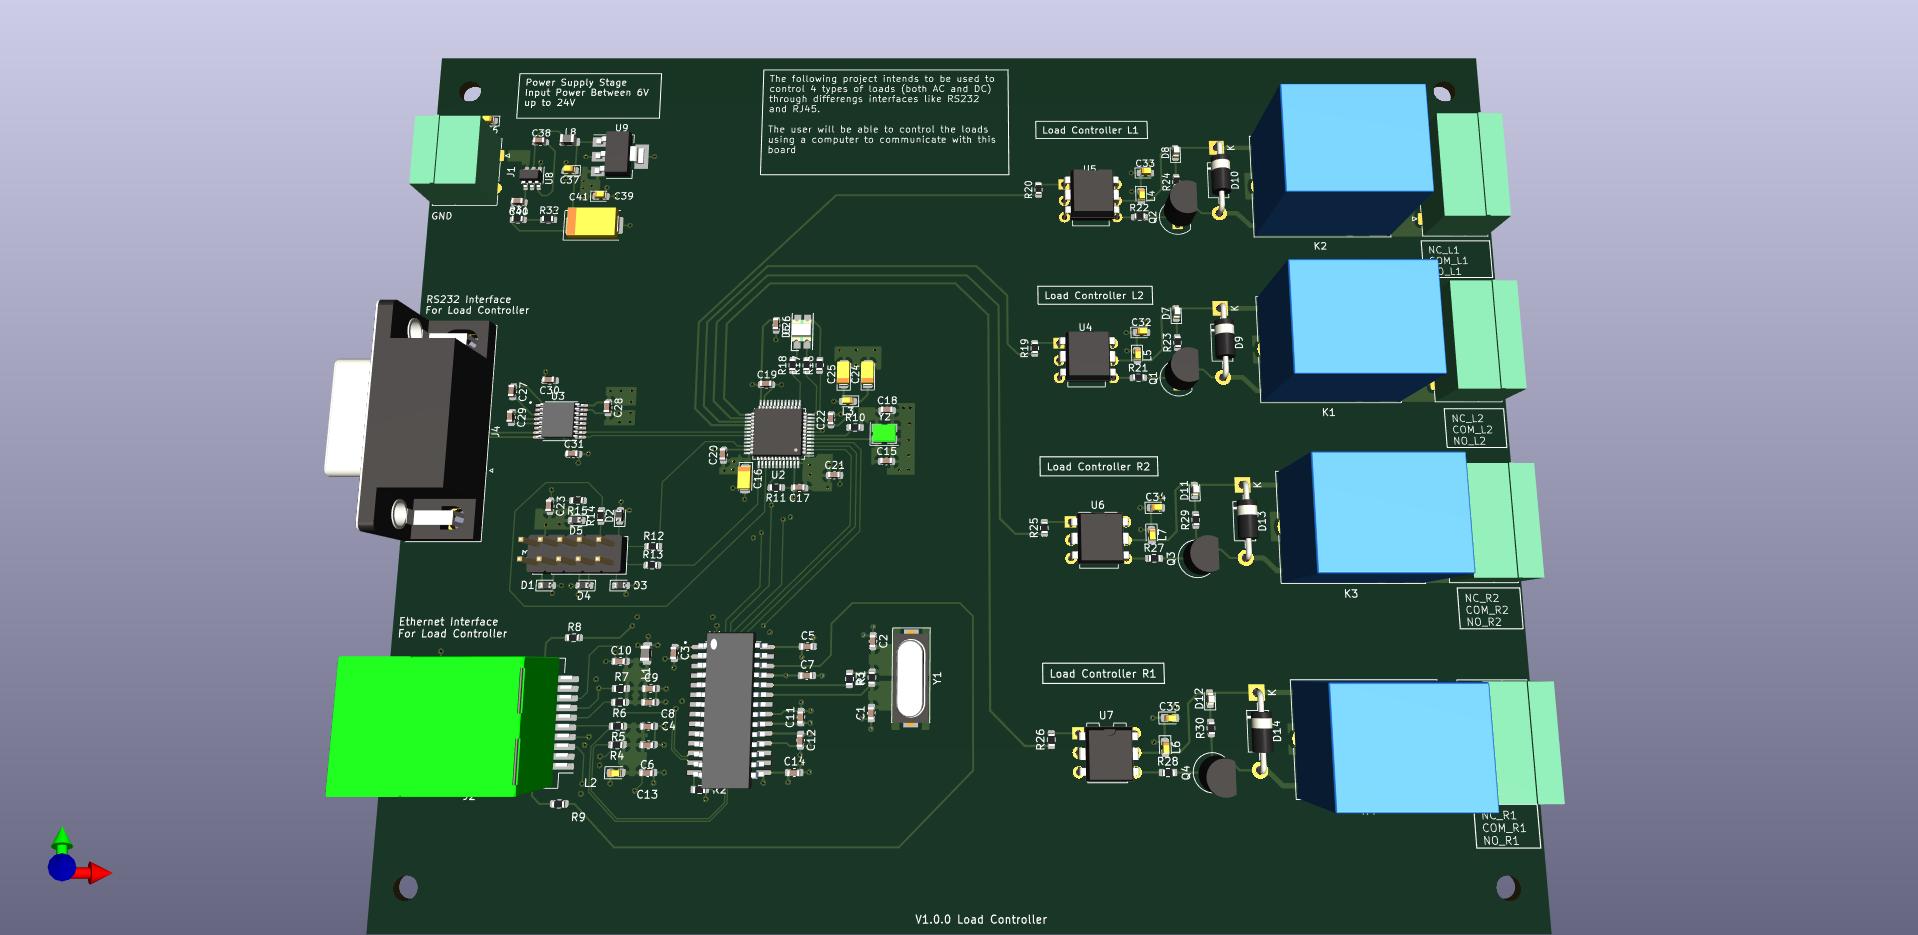 Power Supply Stage
Input Power Between 6V
up to 24V
The following project intends to be used to
control 4 types of loads (both AC and DC)
through differengs interfaces like RS232
and RJ45.
The user will be able to control the loads
using a computer to communicate with this
board
C38
L8
U9
J1
U8
C37
C41
C39
R33
GND
Load Controller L1
U5
C33
D8
K
R20
L4
R24
D10
R22
Q2
K2
NC_L1
COM_L1
NO_L1
Load Controller L2
U4
C32
D7
K
R19
L5
R23
D9
R21
Q1
K1
NC_L2
COM_L2
NO_L2
RS232 Interface
For Load Controller
J4
C27
C30
U3
C29
C28
C31
R18
C19
C25
C24
L3
C22
R10
C18
Y2
C15
C20
C16
U2
C21
R11
C17
Load Controller R2
U6
C34
D11
K
R25
L7
R29
D13
R27
Q3
K3
NC_R2
COM_R2
NO_R2
C23
R15
R14
D2
D5
R12
R13
D1
D4
D3
Ethernet Interface
For Load Controller
R8
C10
C3
C5
C2
R7
C9
C7
R3
Y1
R6
C8
C4
C11
C1
R5
R4
C12
L2
C6
C14
C13
R2
R9
J2
Load Controller R1
U7
C35
D12
K
R26
L6
R30
D14
R28
Q4
NC_R1
COM_R1
NO_R1
V1.0.0 Load Controller